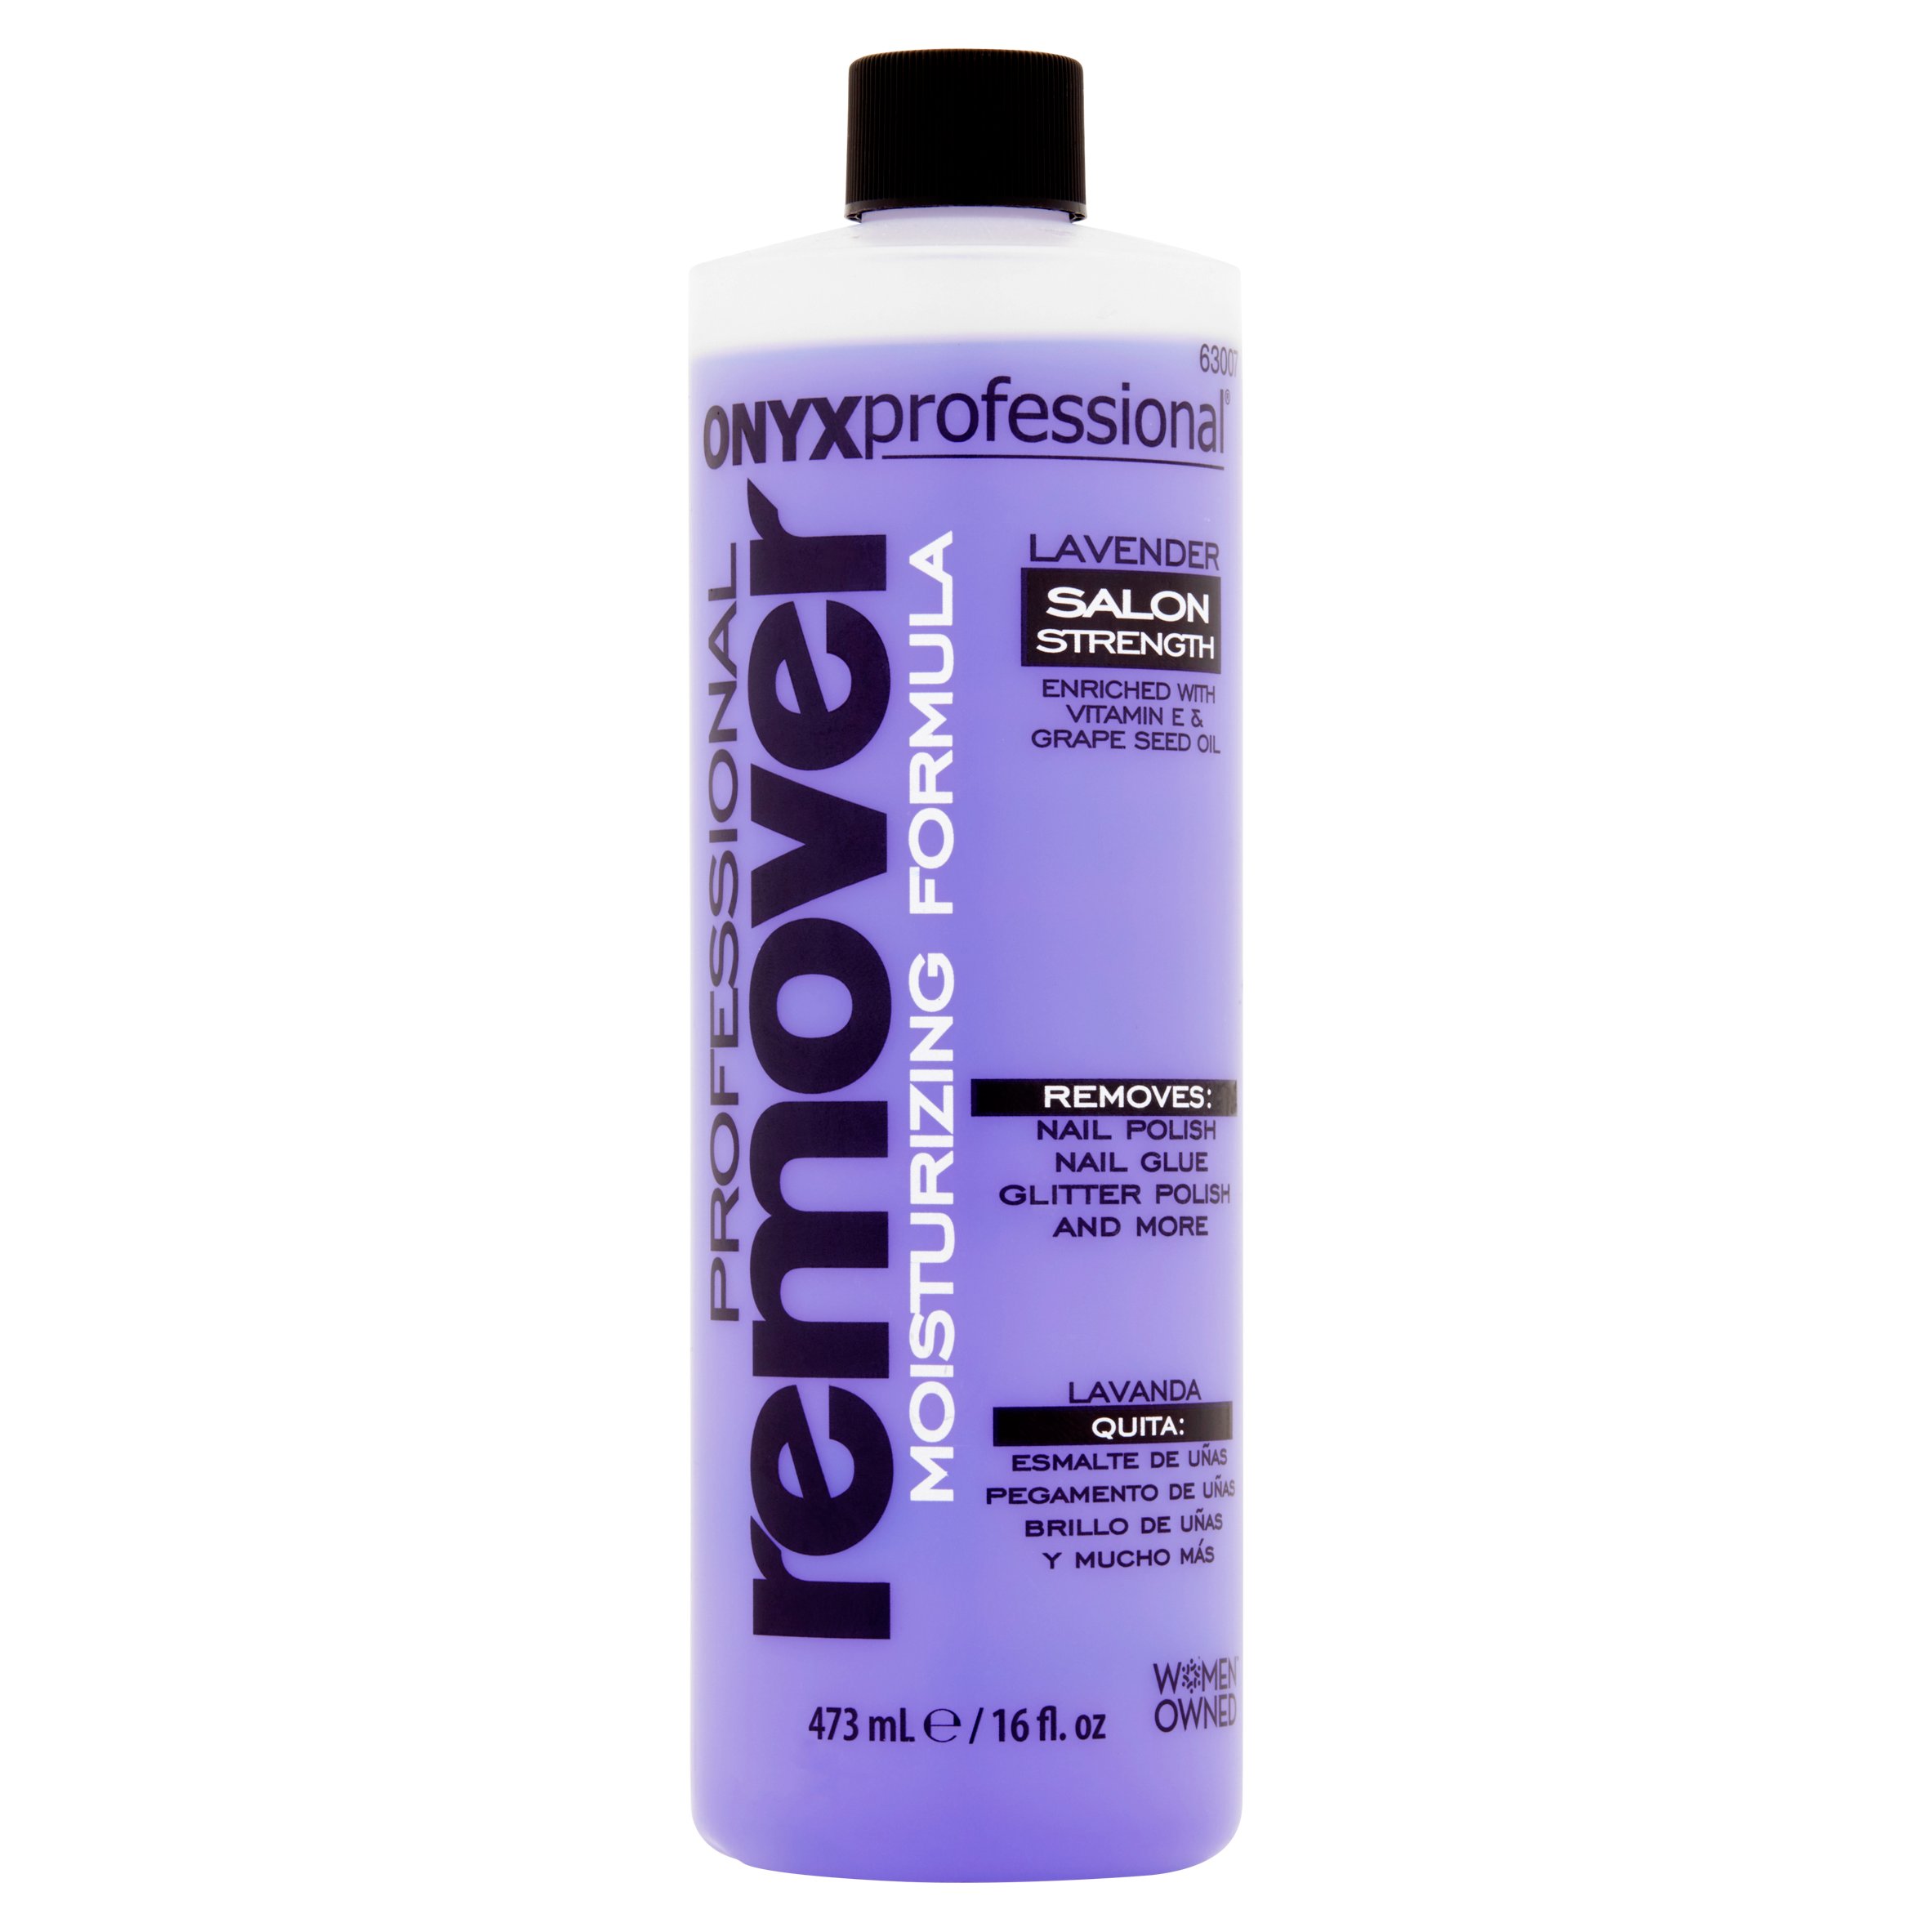 63007
ONYXprofessional®
PROFESSIONAL
remover
MOISTURIZING FORMULA
LAVENDER
SALON
STRENGTH
ENRICHED WITH
VITAMIN E &
GRAPE SEED OIL
REMOVES:
NAIL POLISH
NAIL GLUE
GLITTER POLISH
AND MORE
LAVANDA
QUITA:
ESMALTE DE UÑAS
PEGAMENTO DE UÑAS
BRILLO DE UÑAS
Y MUCHO MÁS
WOMEN
OWNED
473 mL ℮ / 16 fl. oz